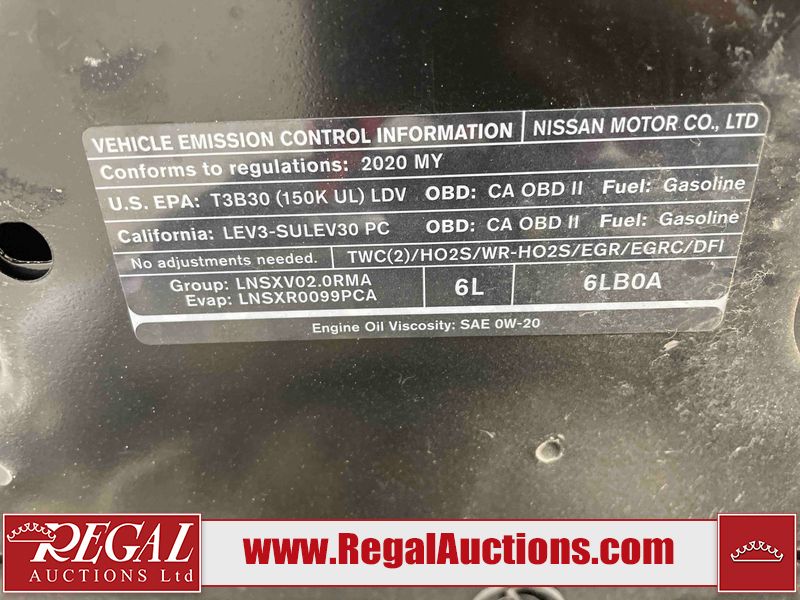 VEHICLE EMISSION CONTROL INFORMATION NISSAN MOTOR CO., LTD
Conforms to regulations: 2020 MY
U.S. EPA: T3B30 (150K UL) LDV OBD: CA OBD II Fuel: Gasoline
California: LEV3-SULEV30 PC OBD: CA OBD II Fuel: Gasoline
No adjustments needed. TWC(2)/HO2S/WR-HO2S/EGR/EGRC/DFI
Group: LNSXV02.0RMA
Evap: LNSXR0099PCA
6L 6LB0A
Engine Oil Viscosity: SAE 0W-20
REGAL
AUCTIONS Ltd
www.RegalAuctions.com